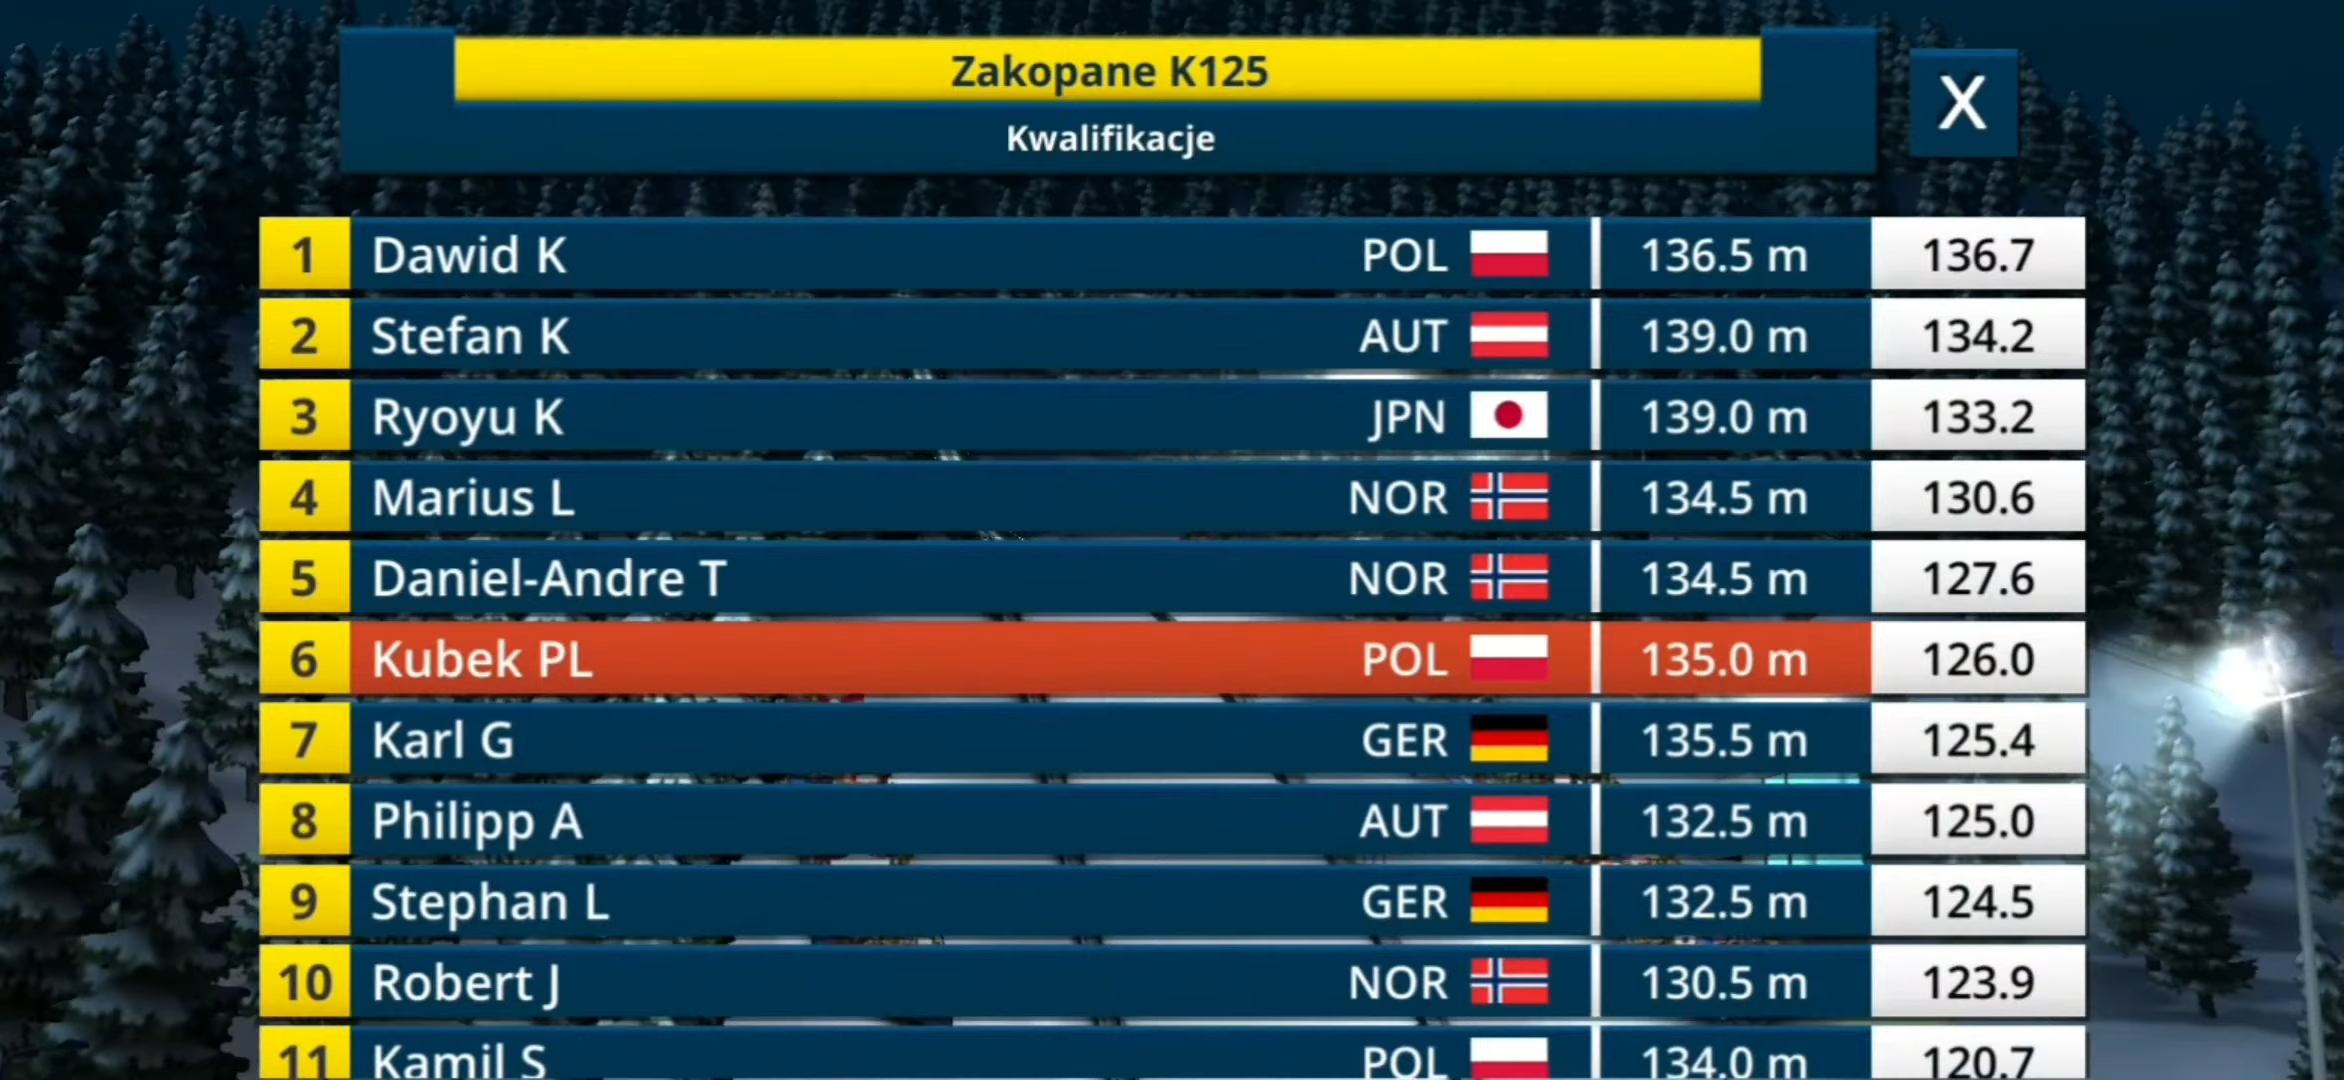 Zakopane K125
X
Kwalifikacje
1 Dawid K POL 136.5 m 136.7
2 Stefan K AUT 139.0 m 134.2
3 Ryoyu K JPN 139.0 m 133.2
4 Marius L NOR 134.5 m 130.6
5 Daniel-Andre T NOR 134.5 m 127.6
6 Kubek PL POL 135.0 m 126.0
7 Karl G GER 135.5 m 125.4
8 Philipp A AUT 132.5 m 125.0
9 Stephan L GER 132.5 m 124.5
10 Robert J NOR 130.5 m 123.9
11 Kamil S POL 134.0 m 120.7